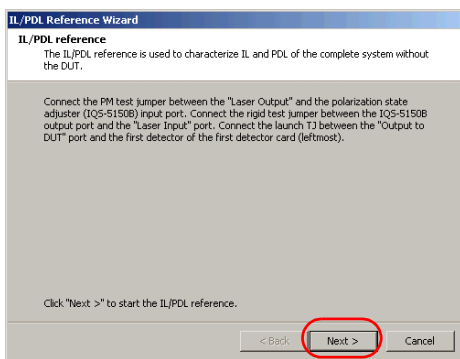 IL/PDL Reference Wizard
IL/PDL reference
The IL/PDL reference is used to characterize IL and PDL of the complete system without
the DUT.
Connect the PM test jumper between the "Laser Output" and the polarization state
adjuster (IQS-5150B) input port. Connect the rigid test jumper between the IQS-5150B
output port and the "Laser Input" port. Connect the launch TJ between the "Output to
DUT" port and the first detector of the first detector card (leftmost).
Click "Next >" to start the IL/PDL reference.
< Back Next > Cancel